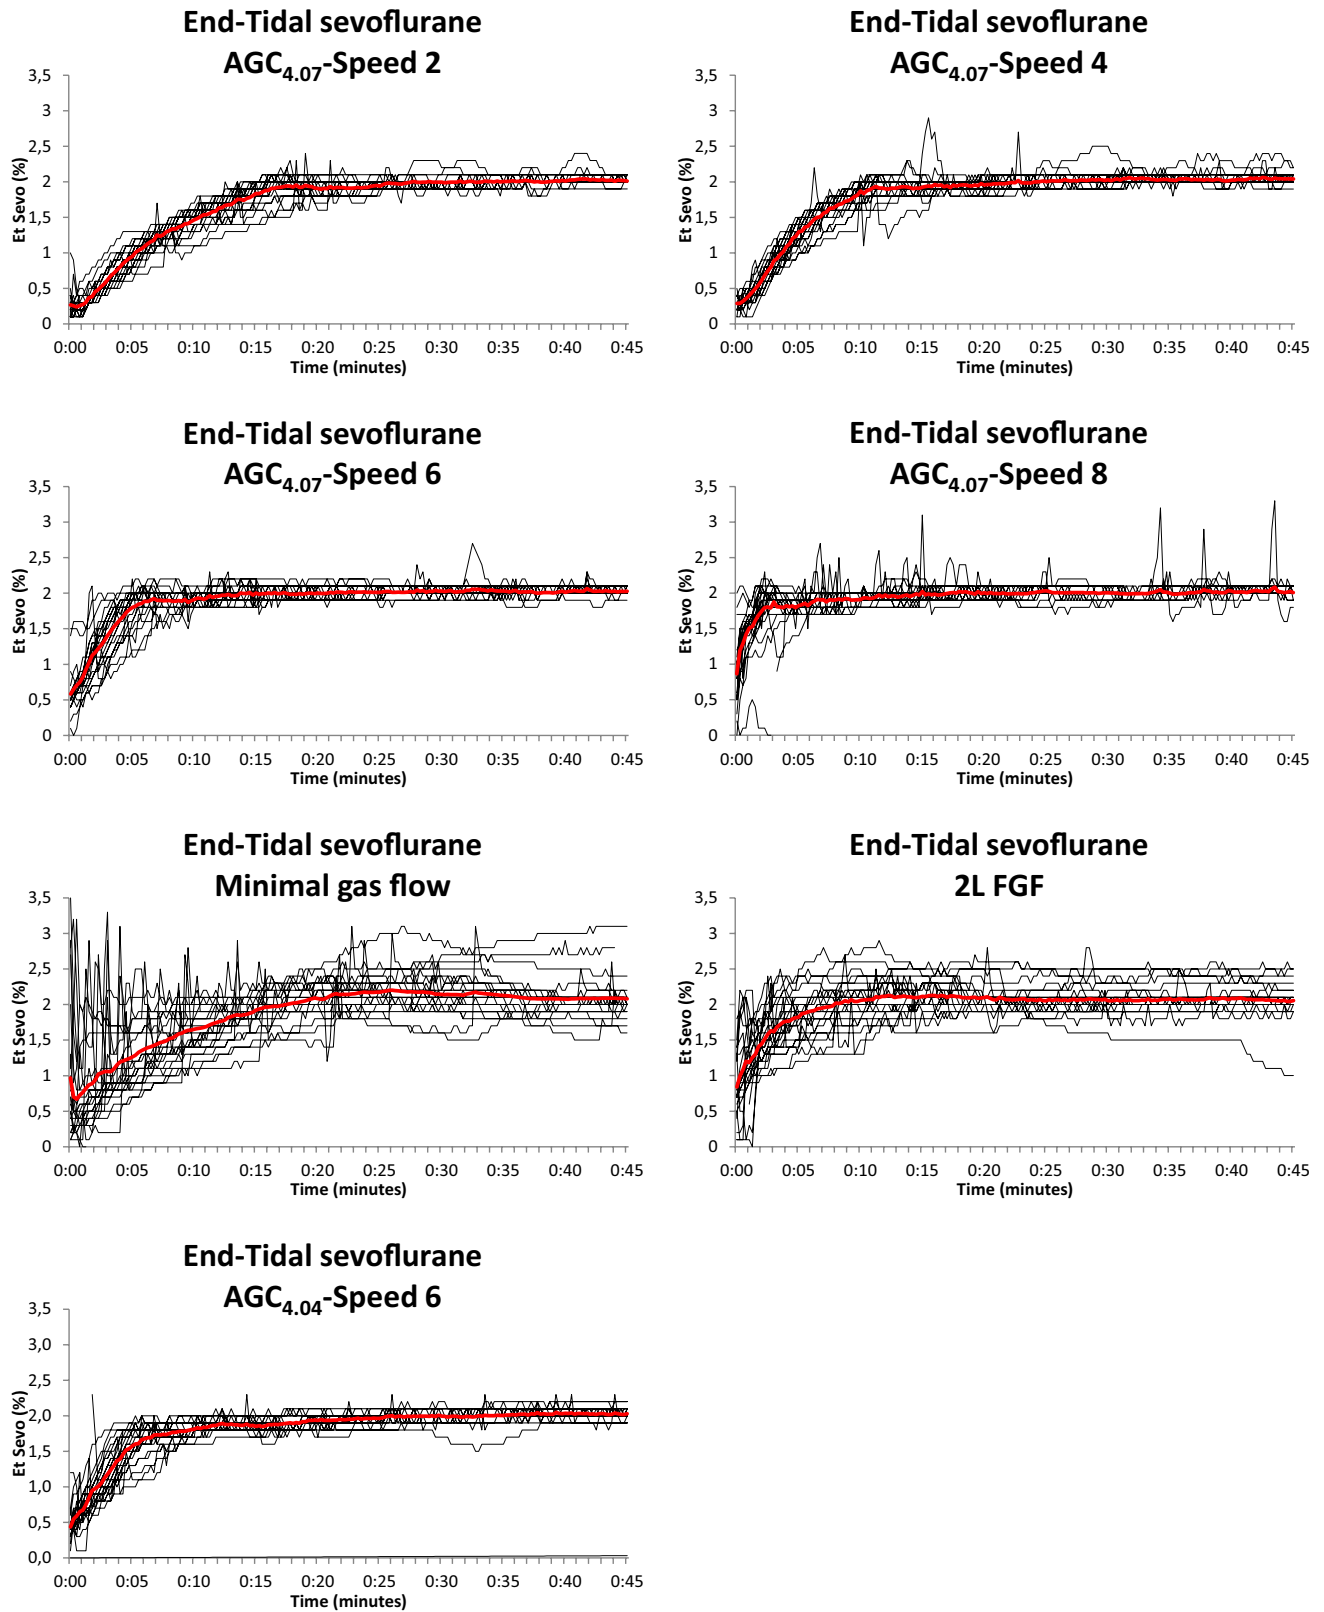 End-Tidal sevoflurane
AGC4.07-Speed 2
3,5
3
2,5
2
1,5
1
0,5
0
Et Sevo (%)
0:00 0:05 0:10 0:15 0:20 0:25 0:30 0:35 0:40 0:45
Time (minutes)
End-Tidal sevoflurane
AGC4.07-Speed 4
3,5
3
2,5
2
1,5
1
0,5
0
Et Sevo (%)
0:00 0:05 0:10 0:15 0:20 0:25 0:30 0:35 0:40 0:45
Time (minutes)
End-Tidal sevoflurane
AGC4.07-Speed 6
3,5
3
2,5
2
1,5
1
0,5
0
Et Sevo (%)
0:00 0:05 0:10 0:15 0:20 0:25 0:30 0:35 0:40 0:45
Time (minutes)
End-Tidal sevoflurane
AGC4.07-Speed 8
3,5
3
2,5
2
1,5
1
0,5
0
Et Sevo (%)
0:00 0:05 0:10 0:15 0:20 0:25 0:30 0:35 0:40 0:45
Time (minutes)
End-Tidal sevoflurane
Minimal gas flow
3,5
3
2,5
2
1,5
1
0,5
0
Et Sevo (%)
0:00 0:05 0:10 0:15 0:20 0:25 0:30 0:35 0:40 0:45
Time (minutes)
End-Tidal sevoflurane
2L FGF
3,5
3
2,5
2
1,5
1
0,5
0
Et Sevo (%)
0:00 0:05 0:10 0:15 0:20 0:25 0:30 0:35 0:40 0:45
Time (minutes)
End-Tidal sevoflurane
AGC4.04-Speed 6
3,5
3,0
2,5
2,0
1,5
1,0
0,5
0,0
Et Sevo (%)
0:00 0:05 0:10 0:15 0:20 0:25 0:30 0:35 0:40 0:45
Time (minutes)